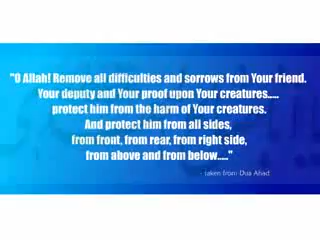 "O Allah! Remove all difficulties and sorrows from Your friend.
Your deputy and Your proof upon Your creatures.....
protect him from the harm of Your creatures.
And protect him from all sides,
from front, from rear, from right side,
from above and from below....."
- taken from Dua Ahad